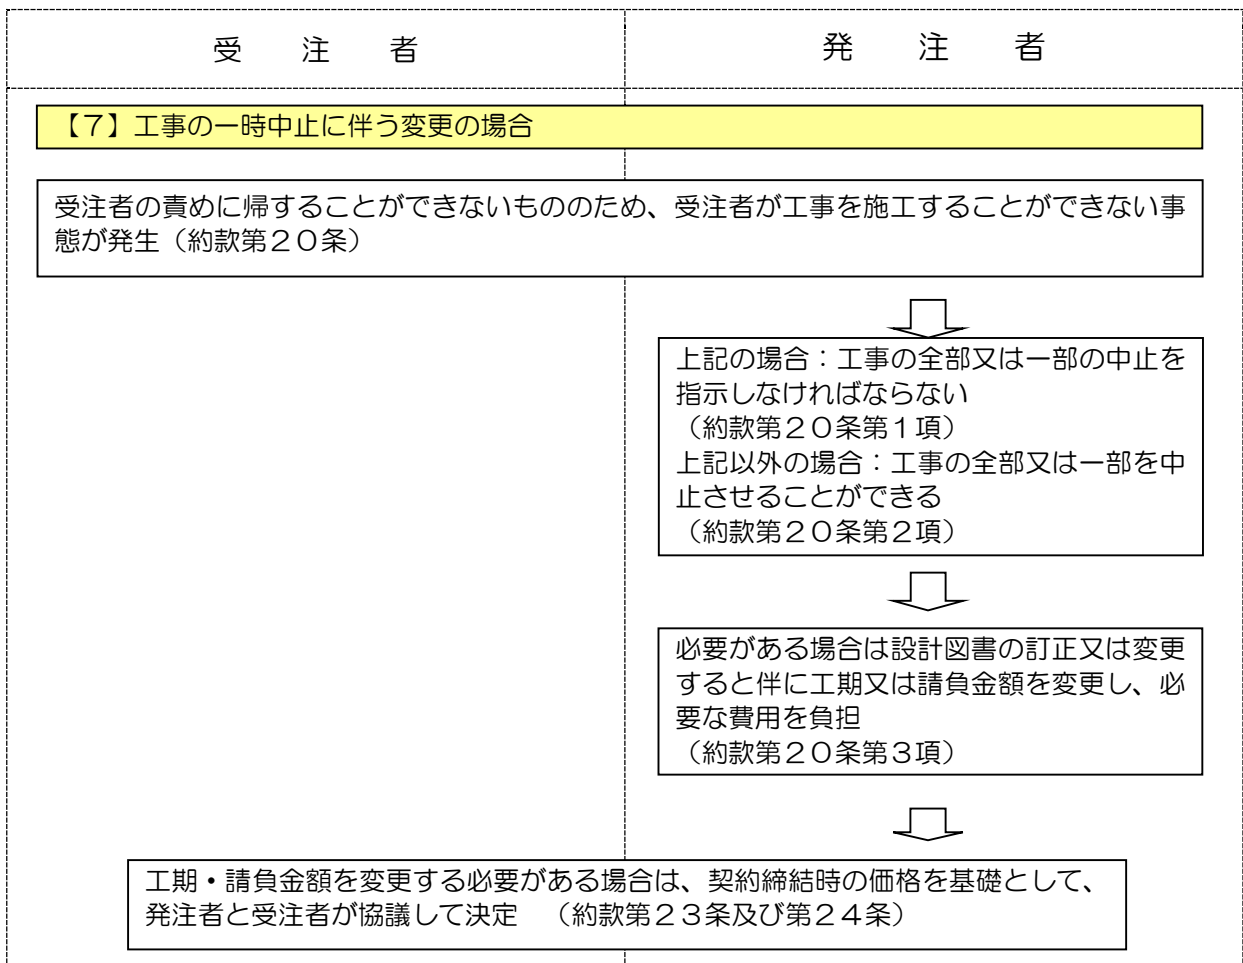 受　注　者
発　注　者
【７】工事の一時中止に伴う変更の場合
受注者の責めに帰することができないもののため、受注者が工事を施工することができない事
態が発生（約款第２０条）
上記の場合：工事の全部又は一部の中止を
指示しなければならない
（約款第２０条第１項）
上記以外の場合：工事の全部又は一部を中
止させることができる
（約款第２０条第２項）
必要がある場合は設計図書の訂正又は変更
すると伴に工期又は請負金額を変更し、必
要な費用を負担
（約款第２０条第３項）
工期・請負金額を変更する必要がある場合は、契約締結時の価格を基礎として、
発注者と受注者が協議して決定　（約款第２３条及び第２４条）